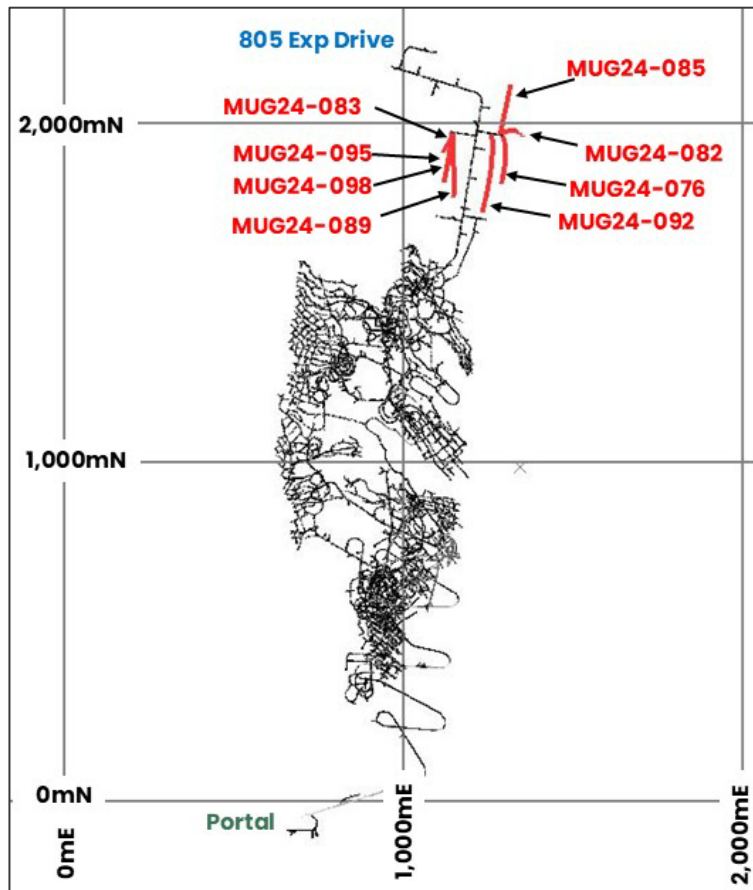 805 Exp Drive
MUG24-085
MUG24-083
2,000mN
MUG24-095
MUG24-082
MUG24-098
MUG24-076
MUG24-089
MUG24-092
1,000mN
0mN
Portal
0mE
1,000mE
2,000mE